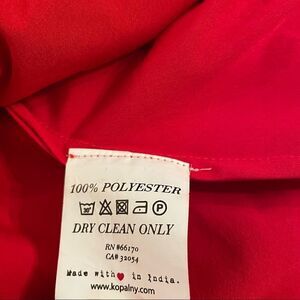 100% POLYESTER
P
DRY CLEAN ONLY
RN #66170
CA# 32054
Made with ♥ in India.
www.kopalny.com